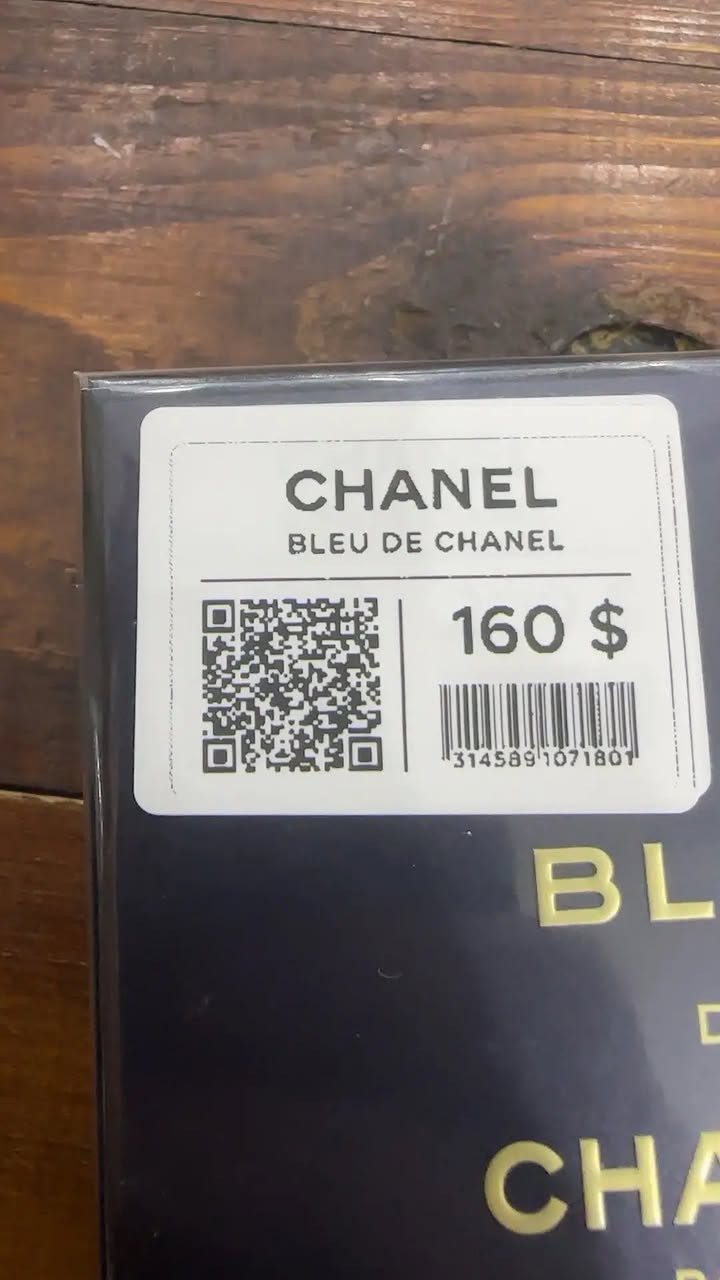 CHANEL
BLEU DE CHANEL
160 $
3145891071801
BL
D
CHA